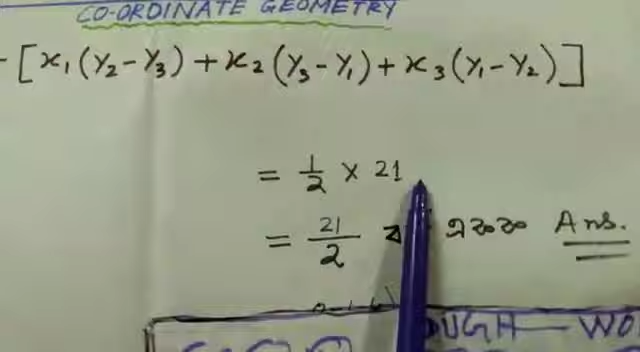 CO-ORDINATE GEOMETRY
[x₁(y₂-y₃)+x₂(y₃-y₁)+x₃(y₁-y₂)]
= 1/2 × 21
= 21/2 Ans.